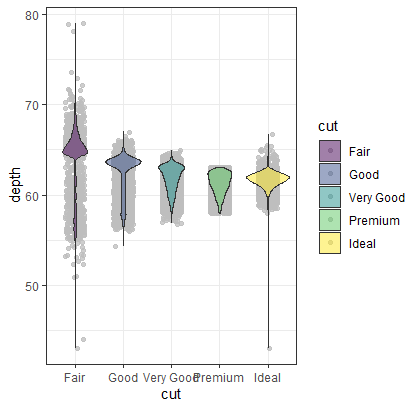 80
70
60
50
depth
Fair
Good
Very Good
Premium
Ideal
cut
cut
Fair
Good
Very Good
Premium
Ideal